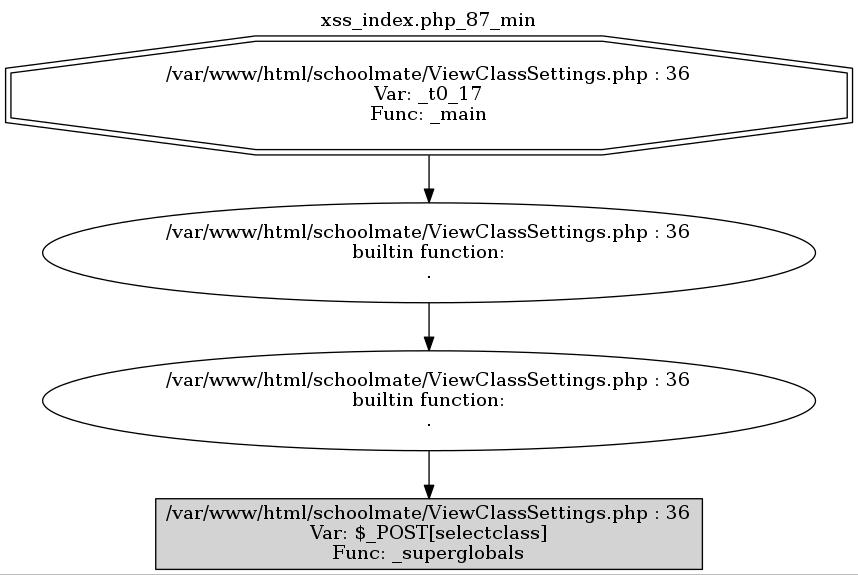 xss_index.php_87_min
/var/www/html/schoolmate/ViewClassSettings.php : 36
Var: _t0_17
Func: _main
/var/www/html/schoolmate/ViewClassSettings.php : 36
builtin function:
.
/var/www/html/schoolmate/ViewClassSettings.php : 36
builtin function:
.
/var/www/html/schoolmate/ViewClassSettings.php : 36
Var: $_POST[selectclass]
Func: _superglobals